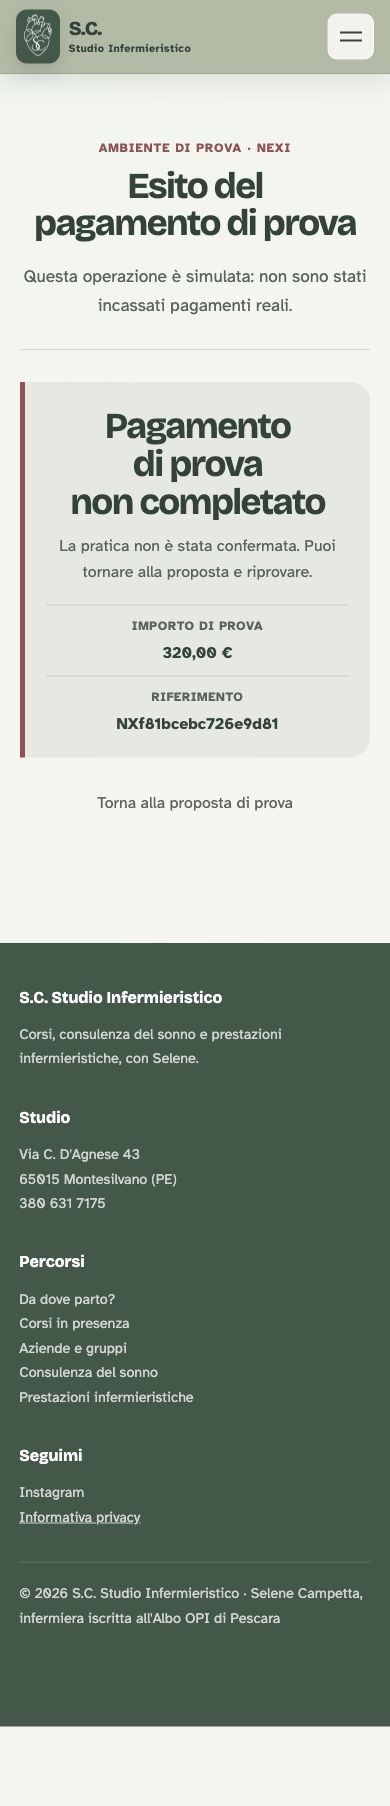 S.C.
Studio Infermieristico
AMBIENTE DI PROVA · NEXI
Esito del
pagamento di prova
Questa operazione è simulata: non sono stati
incassati pagamenti reali.
Pagamento
di prova
non completato
La pratica non è stata confermata. Puoi
tornare alla proposta e riprovare.
IMPORTO DI PROVA
320,00 €
RIFERIMENTO
NXf81bcebc726e9d81
Torna alla proposta di prova
S.C. Studio Infermieristico
Corsi, consulenza del sonno e prestazioni
infermieristiche, con Selene.
Studio
Via C. D'Agnese 43
65015 Montesilvano (PE)
380 631 7175
Percorsi
Da dove parto?
Corsi in presenza
Aziende e gruppi
Consulenza del sonno
Prestazioni infermieristiche
Seguimi
Instagram
Informativa privacy
© 2026 S.C. Studio Infermieristico · Selene Campetta,
infermiera iscritta all'Albo OPI di Pescara